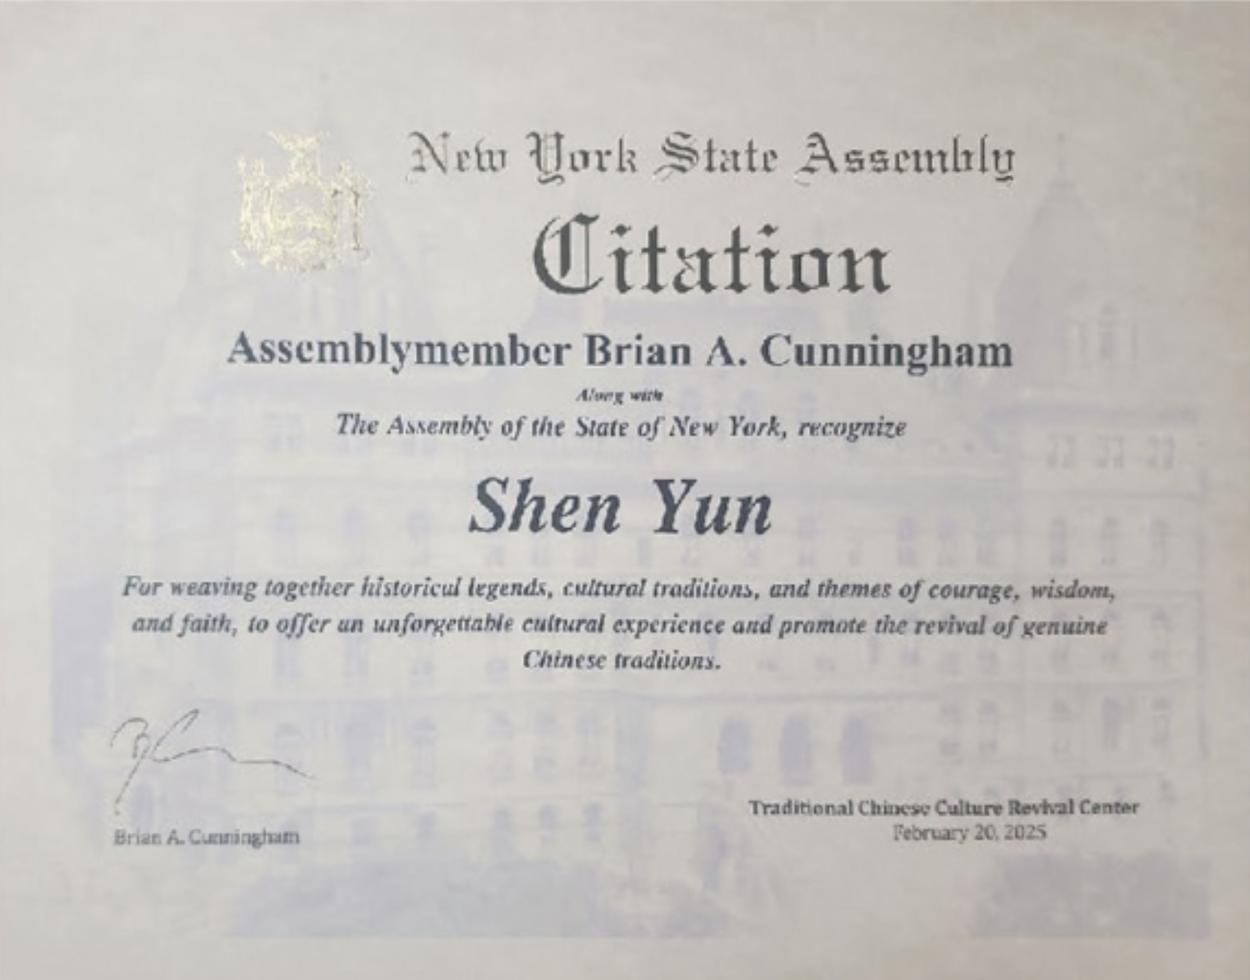 New York State Assembly
Citation
Assemblymember Brian A. Cunningham
Along with
The Assembly of the State of New York, recognize
Shen Yun
For weaving together historical legends, cultural traditions, and themes of courage, wisdom,
and faith, to offer an unforgettable cultural experience and promote the revival of genuine
Chinese traditions.
Brian A. Cunningham
Traditional Chinese Culture Revival Center
February 20, 2025